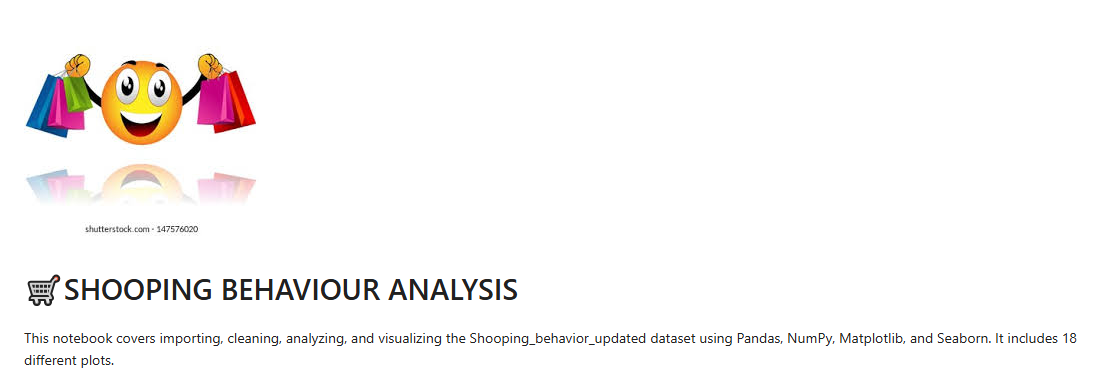 shutterstock.com · 147576020
SHOOPING BEHAVIOUR ANALYSIS
This notebook covers importing, cleaning, analyzing, and visualizing the Shooping_behavior_updated dataset using Pandas, NumPy, Matplotlib, and Seaborn. It includes 18
different plots.